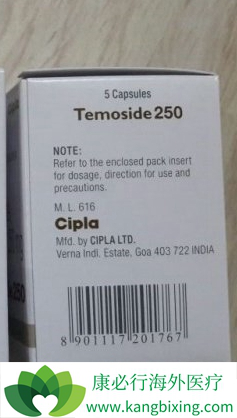 5 Capsules
Temoside 250
NOTE:
Refer to the enclosed pack insert
for dosage, direction for use and
precautions.
M. L. 616
Cipla
Mfd. by CIPLA LTD.
Verna Indl. Estate, Goa 403 722 INDIA
8 901117 201767
250
康必行海外医疗
www.kangbixing.com